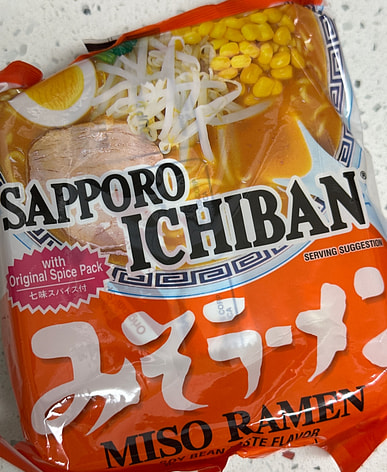 SAPPORO
ICHIBAN®
SERVING SUGGESTION
with
Original Spice Pack
七味スパイス付
みそラーメン
MISO RAMEN
SOY BEAN PASTE FLAVOR